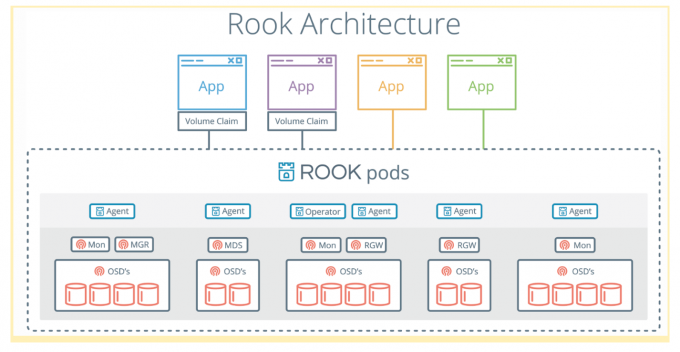 Rook Architecture
App
App
App
App
Volume Claim
Volume Claim
ROOK pods
Agent
Agent
Operator
Agent
Agent
Agent
Mon
MGR
MDS
Mon
RGW
RGW
Mon
OSD's
OSD's
OSD's
OSD's
OSD's